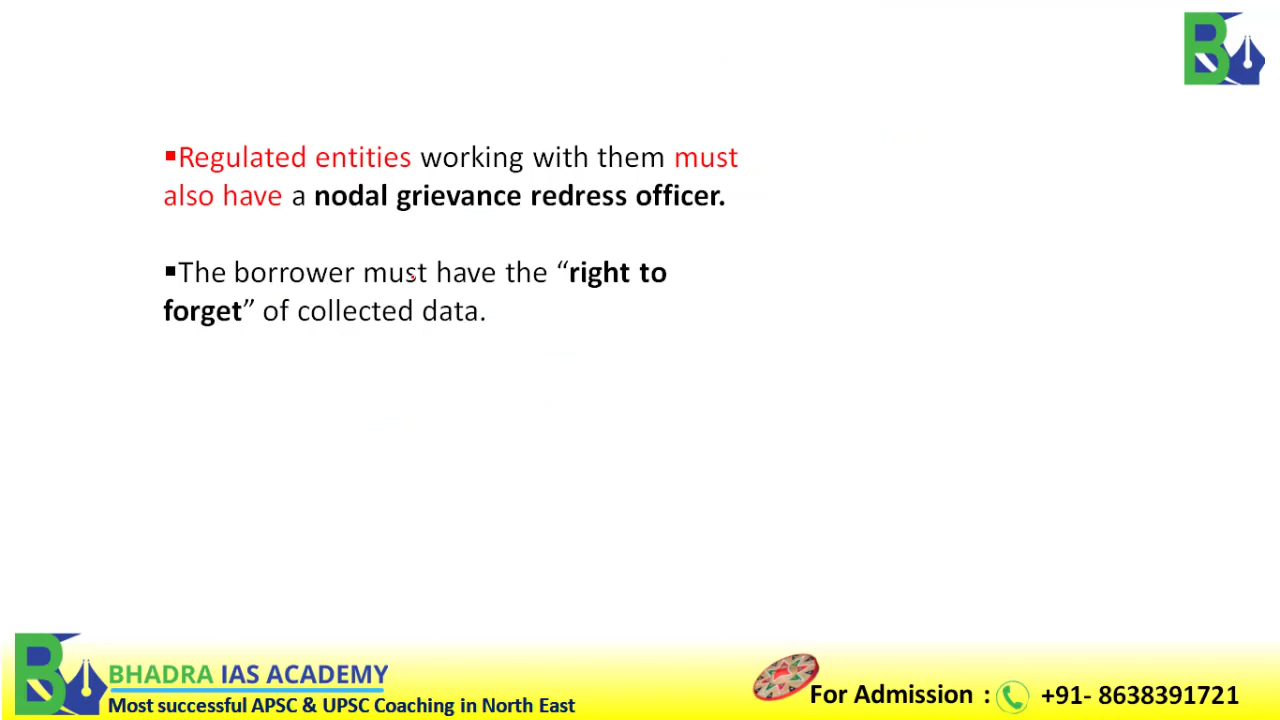 ▪Regulated entities working with them must
also have a nodal grievance redress officer.
▪The borrower must have the “right to
forget” of collected data.
BHADRA IAS ACADEMY
Most successful APSC & UPSC Coaching in North East
For Admission : +91- 8638391721